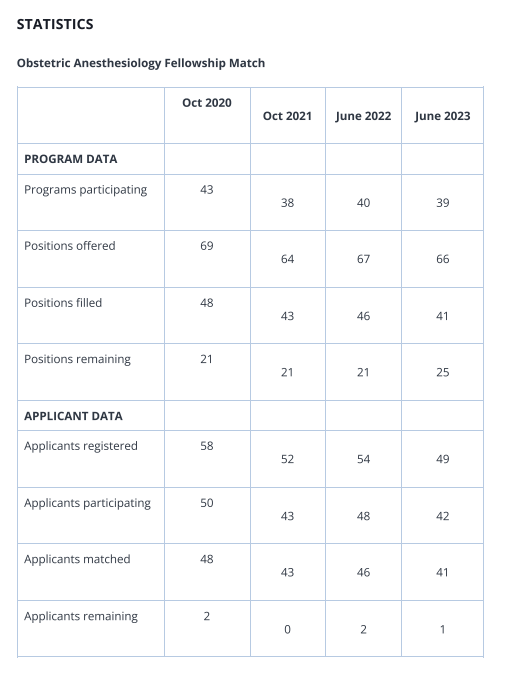 STATISTICS
Obstetric Anesthesiology Fellowship Match
Oct 2020 Oct 2021 June 2022 June 2023
PROGRAM DATA
Programs participating 43 38 40 39
Positions offered 69 64 67 66
Positions filled 48 43 46 41
Positions remaining 21 21 21 25
APPLICANT DATA
Applicants registered 58 52 54 49
Applicants participating 50 43 48 42
Applicants matched 48 43 46 41
Applicants remaining 2 0 2 1